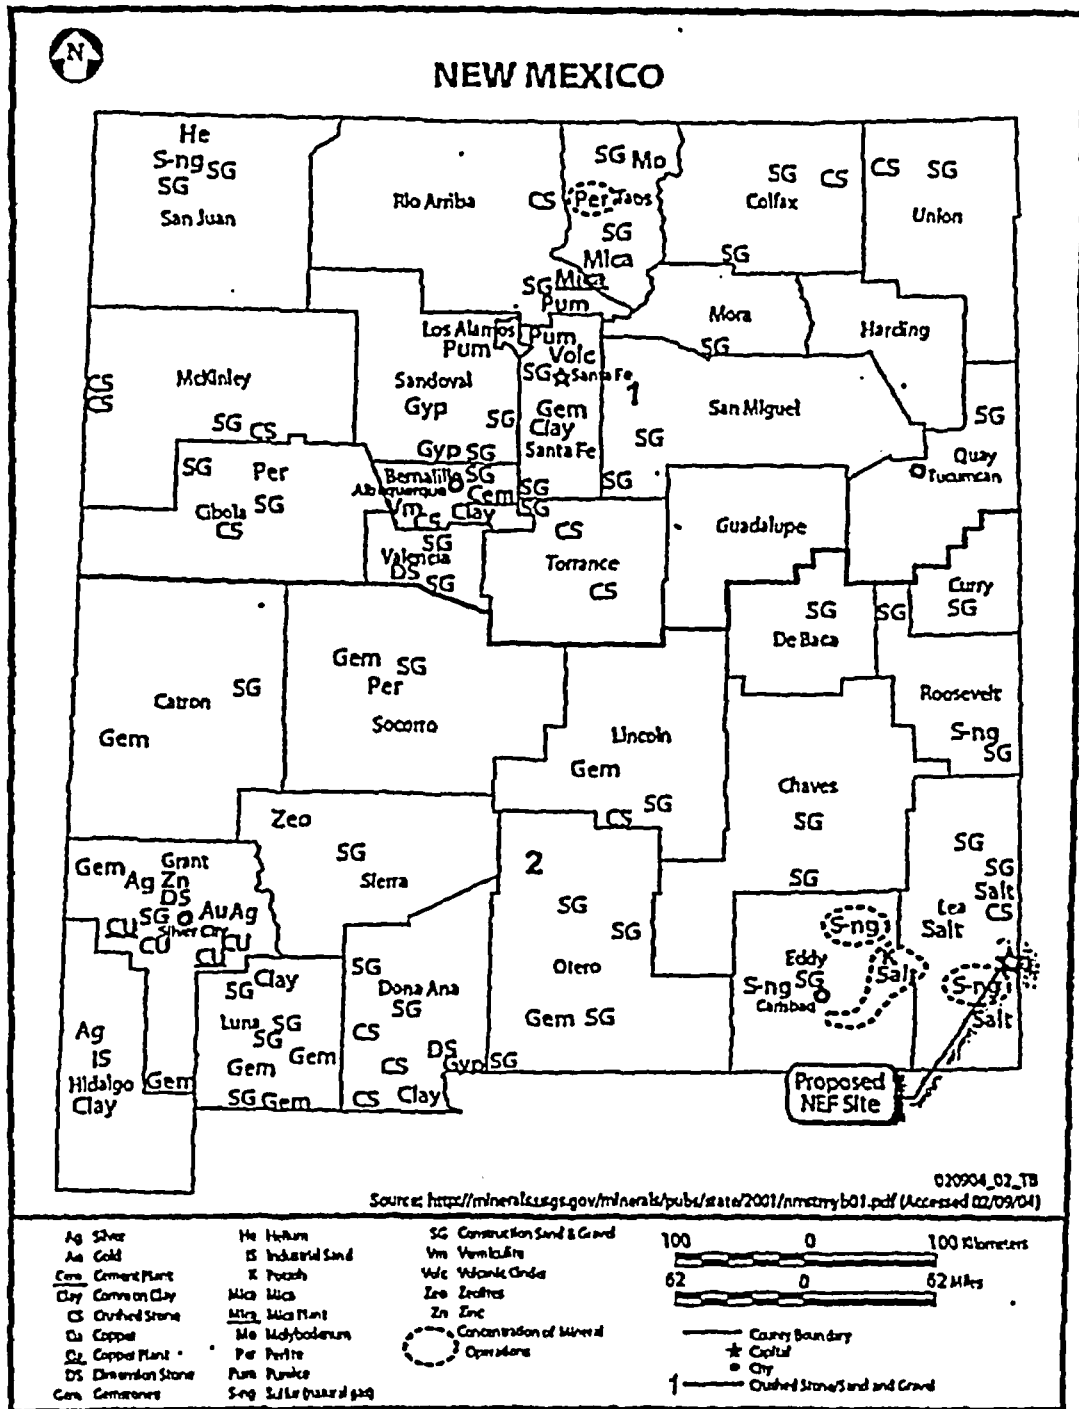 N
NEW MEXICO
He
S-ng SG
SG
San Juan
Rio Arriba
SG Mo
CS Per Taos
SG
Mica
Mica
SG
Pum
SG CS
Colfax
SG
CS SG
Union
Mora
SG
Harding
Los Alamos
Pum
Pum
Volc
SG Santa Fe
Gem
Clay
Santa Fe
1
SG
SG
San Miguel
CS
CS
McKinley
SG CS
Sandoval
Gyp
SG
Gyp SG
SG
Quay
Tucumcari
SG
Per
SG
Cibola
CS
Bernalillo SG
Albuquerque
Cem
Vm
CS Clay
SG
SG
SG
Valencia
DS
SG
CS
Torrance
CS
Guadalupe
SG
De Baca
SG
Curry
SG
Catron
SG
Gem
Gem SG
Per
Socorro
Lincoln
Gem
SG
CS
Roosevelt
S-ng
SG
Chaves
SG
SG
Zeo
SG
Sierra
2
SG
SG
Otero
Gem SG
SG
Gem Grant
Ag Zn
DS
SG Au Ag
Silver City
Cu
Cu
Cu
Cu
Ag
IS
Hidalgo
Clay
Gem
Clay
SG
Luna SG
SG
Gem
Gem
SG Gem
SG
Dona Ana
SG
CS
CS
DS
Gyp
CS Clay
S-ng
Eddy
SG
S-ng
Carlsbad
K
Salt
SG
SG
Salt
Lea CS
Salt
S-ng
Salt
Proposed
NEF Site
020904_02_TB
Source: http://minerals.usgs.gov/minerals/pubs/state/2001/nmstmyb01.pdf (Accessed 02/09/04)
Ag Silver
Au Gold
Cem Cement Plant
Clay Common Clay
CS Crushed Stone
Cu Copper
Cu Copper Plant
DS Dimension Stone
Gem Gemstones
He Helium
IS Industrial Sand
K Potash
Mica Mica
Mica Mica Plant
Mo Molybdenum
Per Perlite
Pum Pumice
S-ng Sulfur (natural gas)
SG Construction Sand & Gravel
Vm Vermiculite
Volc Volcanic Cinder
Zeo Zeolites
Zn Zinc
Concentration of Mineral
Operations
100 0 100 Kilometers
62 0 62 Miles
County Boundary
Capital
City
1 Crushed Stone/Sand and Gravel